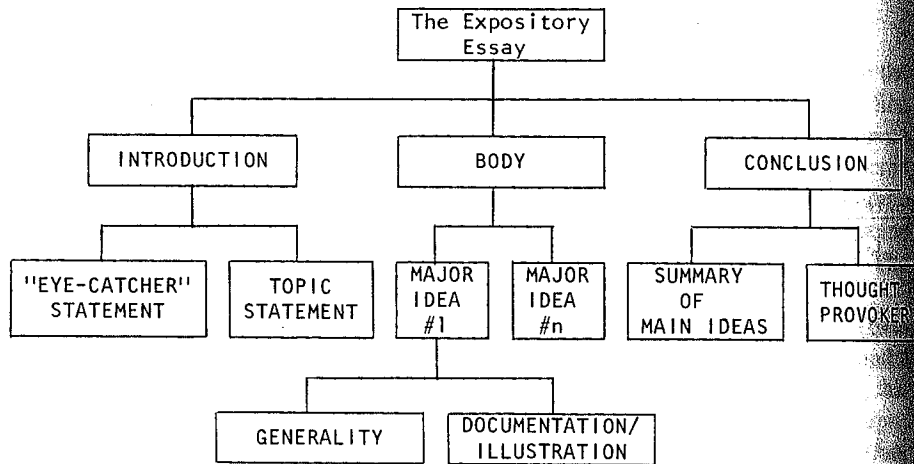 The Expository
Essay
INTRODUCTION
BODY
CONCLUSION
"EYE-CATCHER"
STATEMENT
TOPIC
STATEMENT
MAJOR
IDEA
#1
MAJOR
IDEA
#n
SUMMARY
OF
MAIN IDEAS
THOUGHT
PROVOKER
GENERALITY
DOCUMENTATION/
ILLUSTRATION